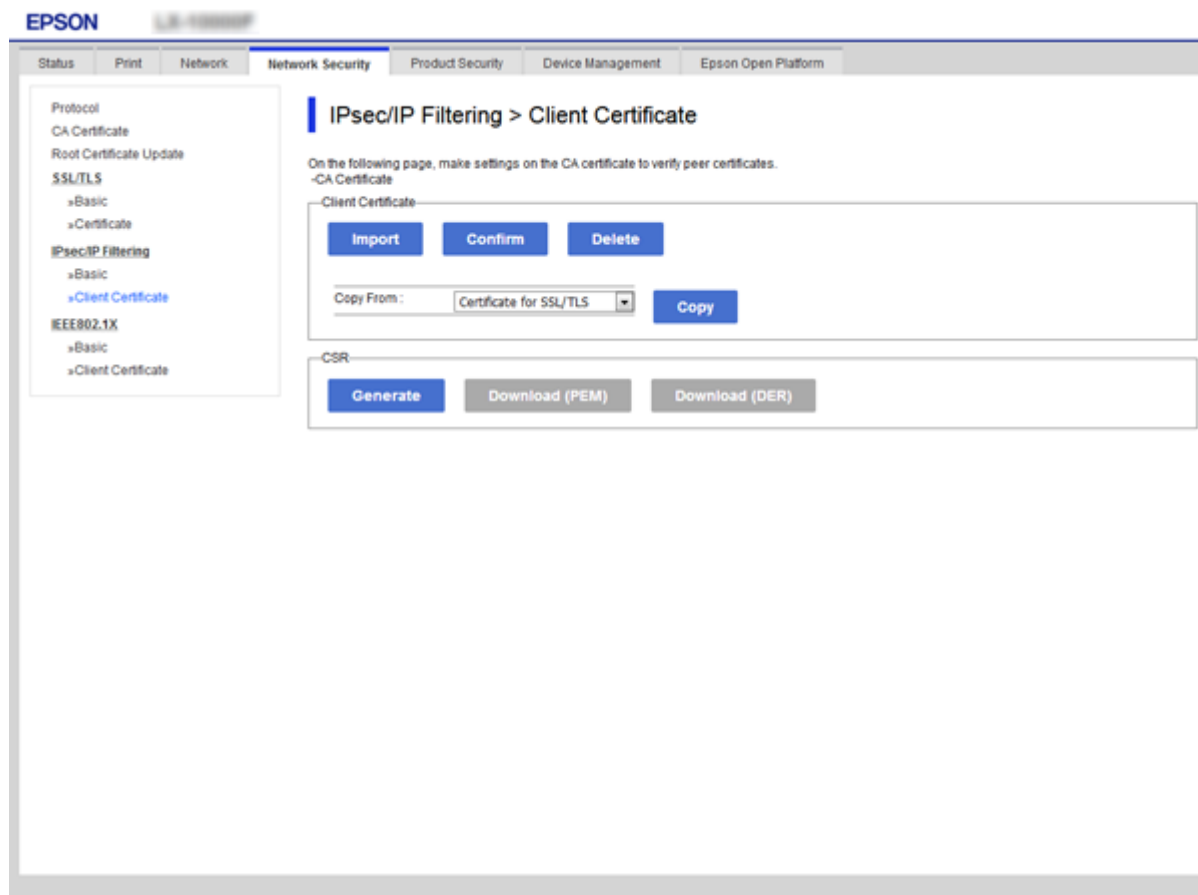 EPSON
Status Print Network Network Security Product Security Device Management Epson Open Platform
Protocol
CA Certificate
Root Certificate Update
SSL/TLS
»Basic
»Certificate
IPsec/IP Filtering
»Basic
»Client Certificate
IEEE802.1X
»Basic
»Client Certificate
IPsec/IP Filtering > Client Certificate
On the following page, make settings on the CA certificate to verify peer certificates.
-CA Certificate
Client Certificate
Import Confirm Delete
Copy From : Certificate for SSL/TLS Copy
CSR
Generate Download (PEM) Download (DER)